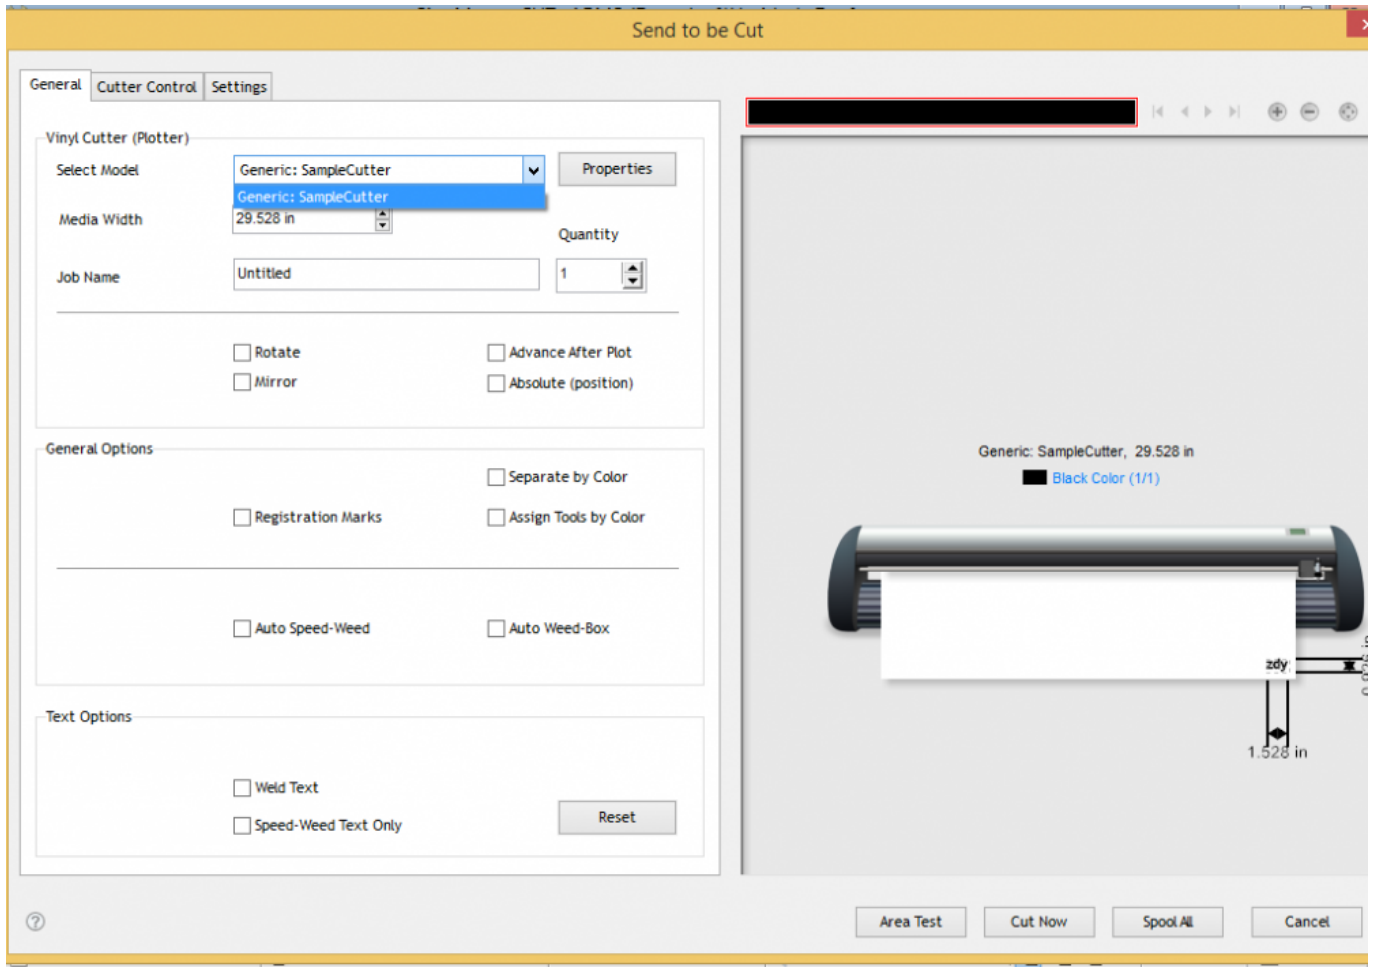 Send to be Cut
General Cutter Control Settings
Vinyl Cutter (Plotter)
Select Model Generic: SampleCutter Properties
Generic: SampleCutter
Media Width 29.528 in
Quantity
Job Name Untitled 1
Rotate Advance After Plot
Mirror Absolute (position)
General Options
Separate by Color
Registration Marks Assign Tools by Color
Auto Speed-Weed Auto Weed-Box
Text Options
Weld Text
Speed-Weed Text Only Reset
Generic: SampleCutter, 29.528 in
Black Color (1/1)
zdy
1.528 in
Area Test Cut Now Spool All Cancel